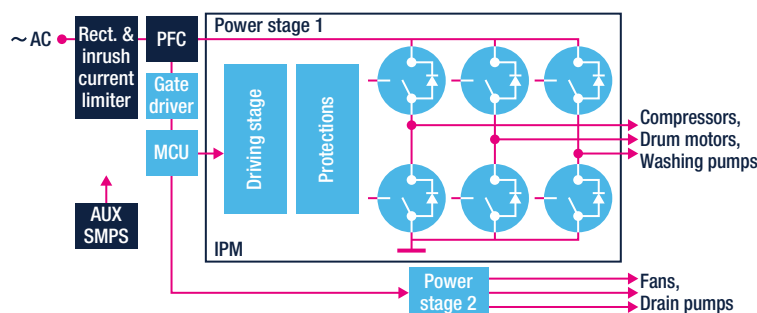 Power stage 1
~ AC
Rect. &
inrush
current
limiter
PFC
Gate
driver
MCU
Driving stage
Protections
Compressors,
Drum motors,
Washing pumps
AUX
SMPS
IPM
Power
stage 2
Fans,
Drain pumps